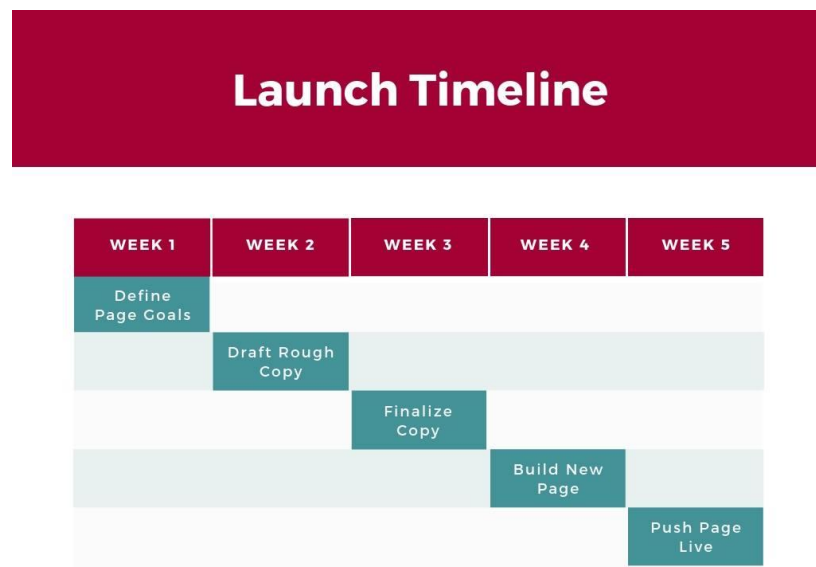 Launch Timeline
WEEK 1
WEEK 2
WEEK 3
WEEK 4
WEEK 5
Define
Page Goals
Draft Rough
Copy
Finalize
Copy
Build New
Page
Push Page
Live